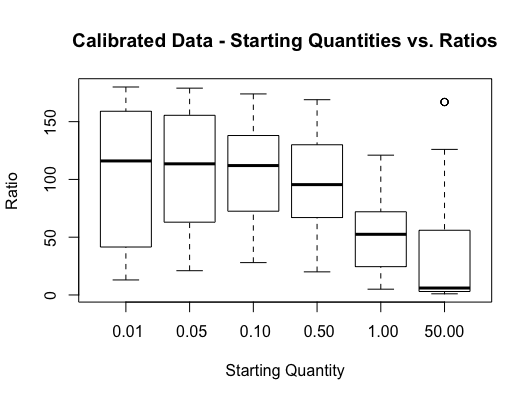 Calibrated Data - Starting Quantities vs. Ratios
Ratio
150
100
50
0
0.01 0.05 0.10 0.50 1.00 50.00
Starting Quantity